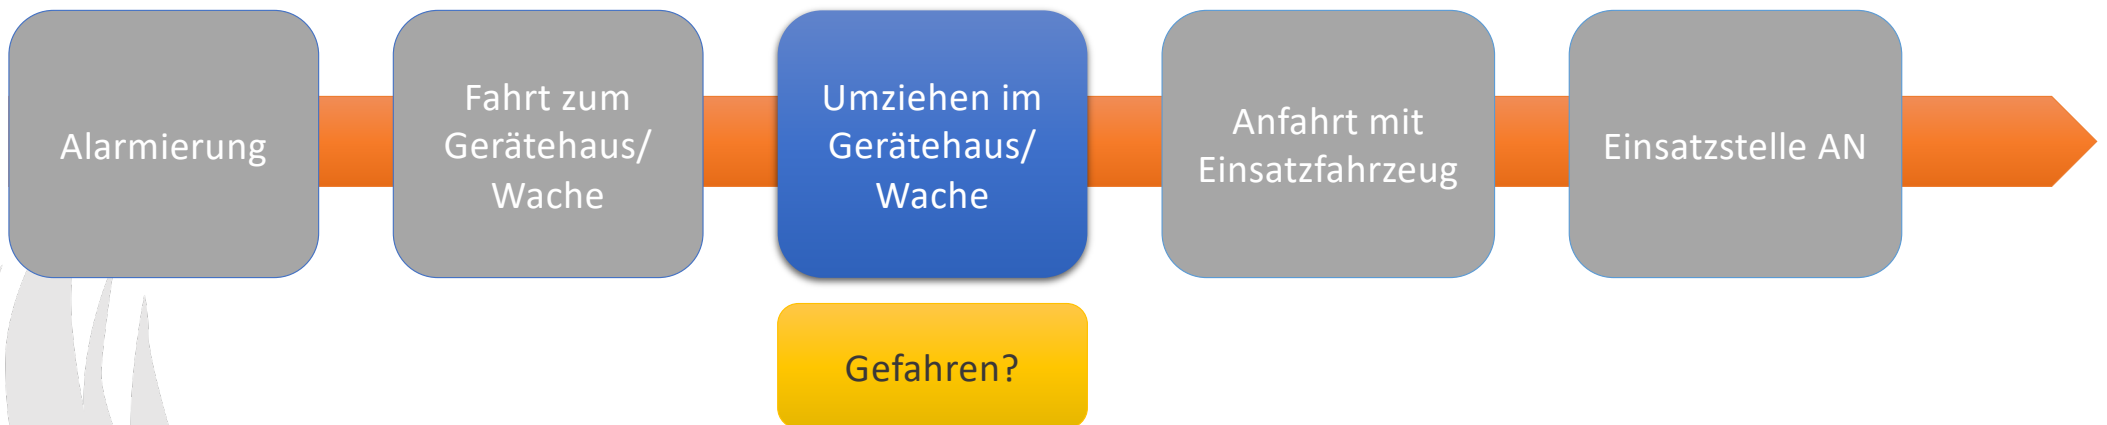 Alarmierung
Fahrt zum
Gerätehaus/
Wache
Umziehen im
Gerätehaus/
Wache
Anfahrt mit
Einsatzfahrzeug
Einsatzstelle AN
Gefahren?